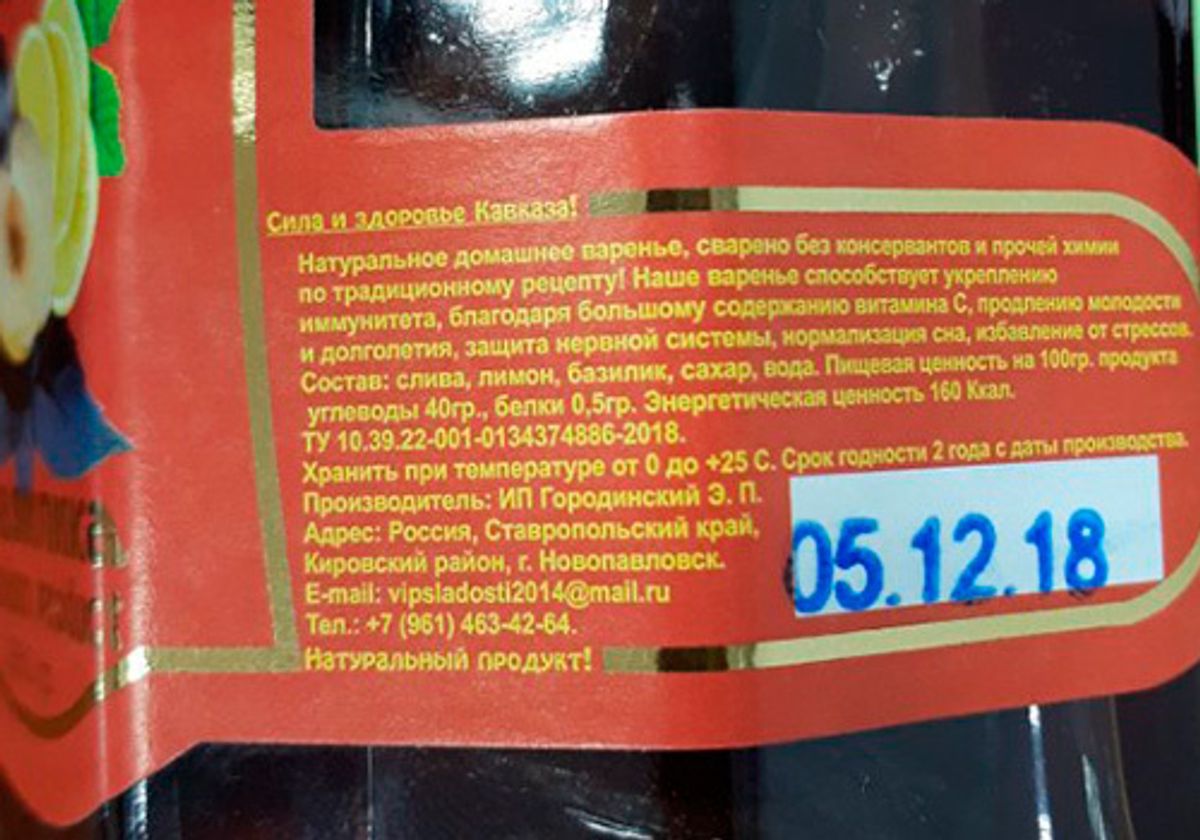 Сила и здоровье Кавказа!
Натуральное домашнее варенье, сварено без консервантов и прочей химии
по традиционному рецепту! Наше варенье способствует укреплению
иммунитета, благодаря большому содержанию витамина С, продлению молодости
и долголетия, защита нервной системы, нормализация сна, избавление от стрессов.
Состав: слива, лимон, базилик, сахар, вода. Пищевая ценность на 100гр. продукта
углеводы 40гр., белки 0,5гр. Энергетическая ценность 160 Ккал.
ТУ 10.39.22-001-0134374886-2018.
Хранить при температуре от 0 до +25 С. Срок годности 2 года с даты производства.
Производитель: ИП Городинский Э. П.
Адрес: Россия, Ставропольский край,
Кировский район, г. Новопавловск.
E-mail: vipsladosti2014@mail.ru
Тел.: +7 (961) 463-42-64.
Натуральный продукт!
05.12.18